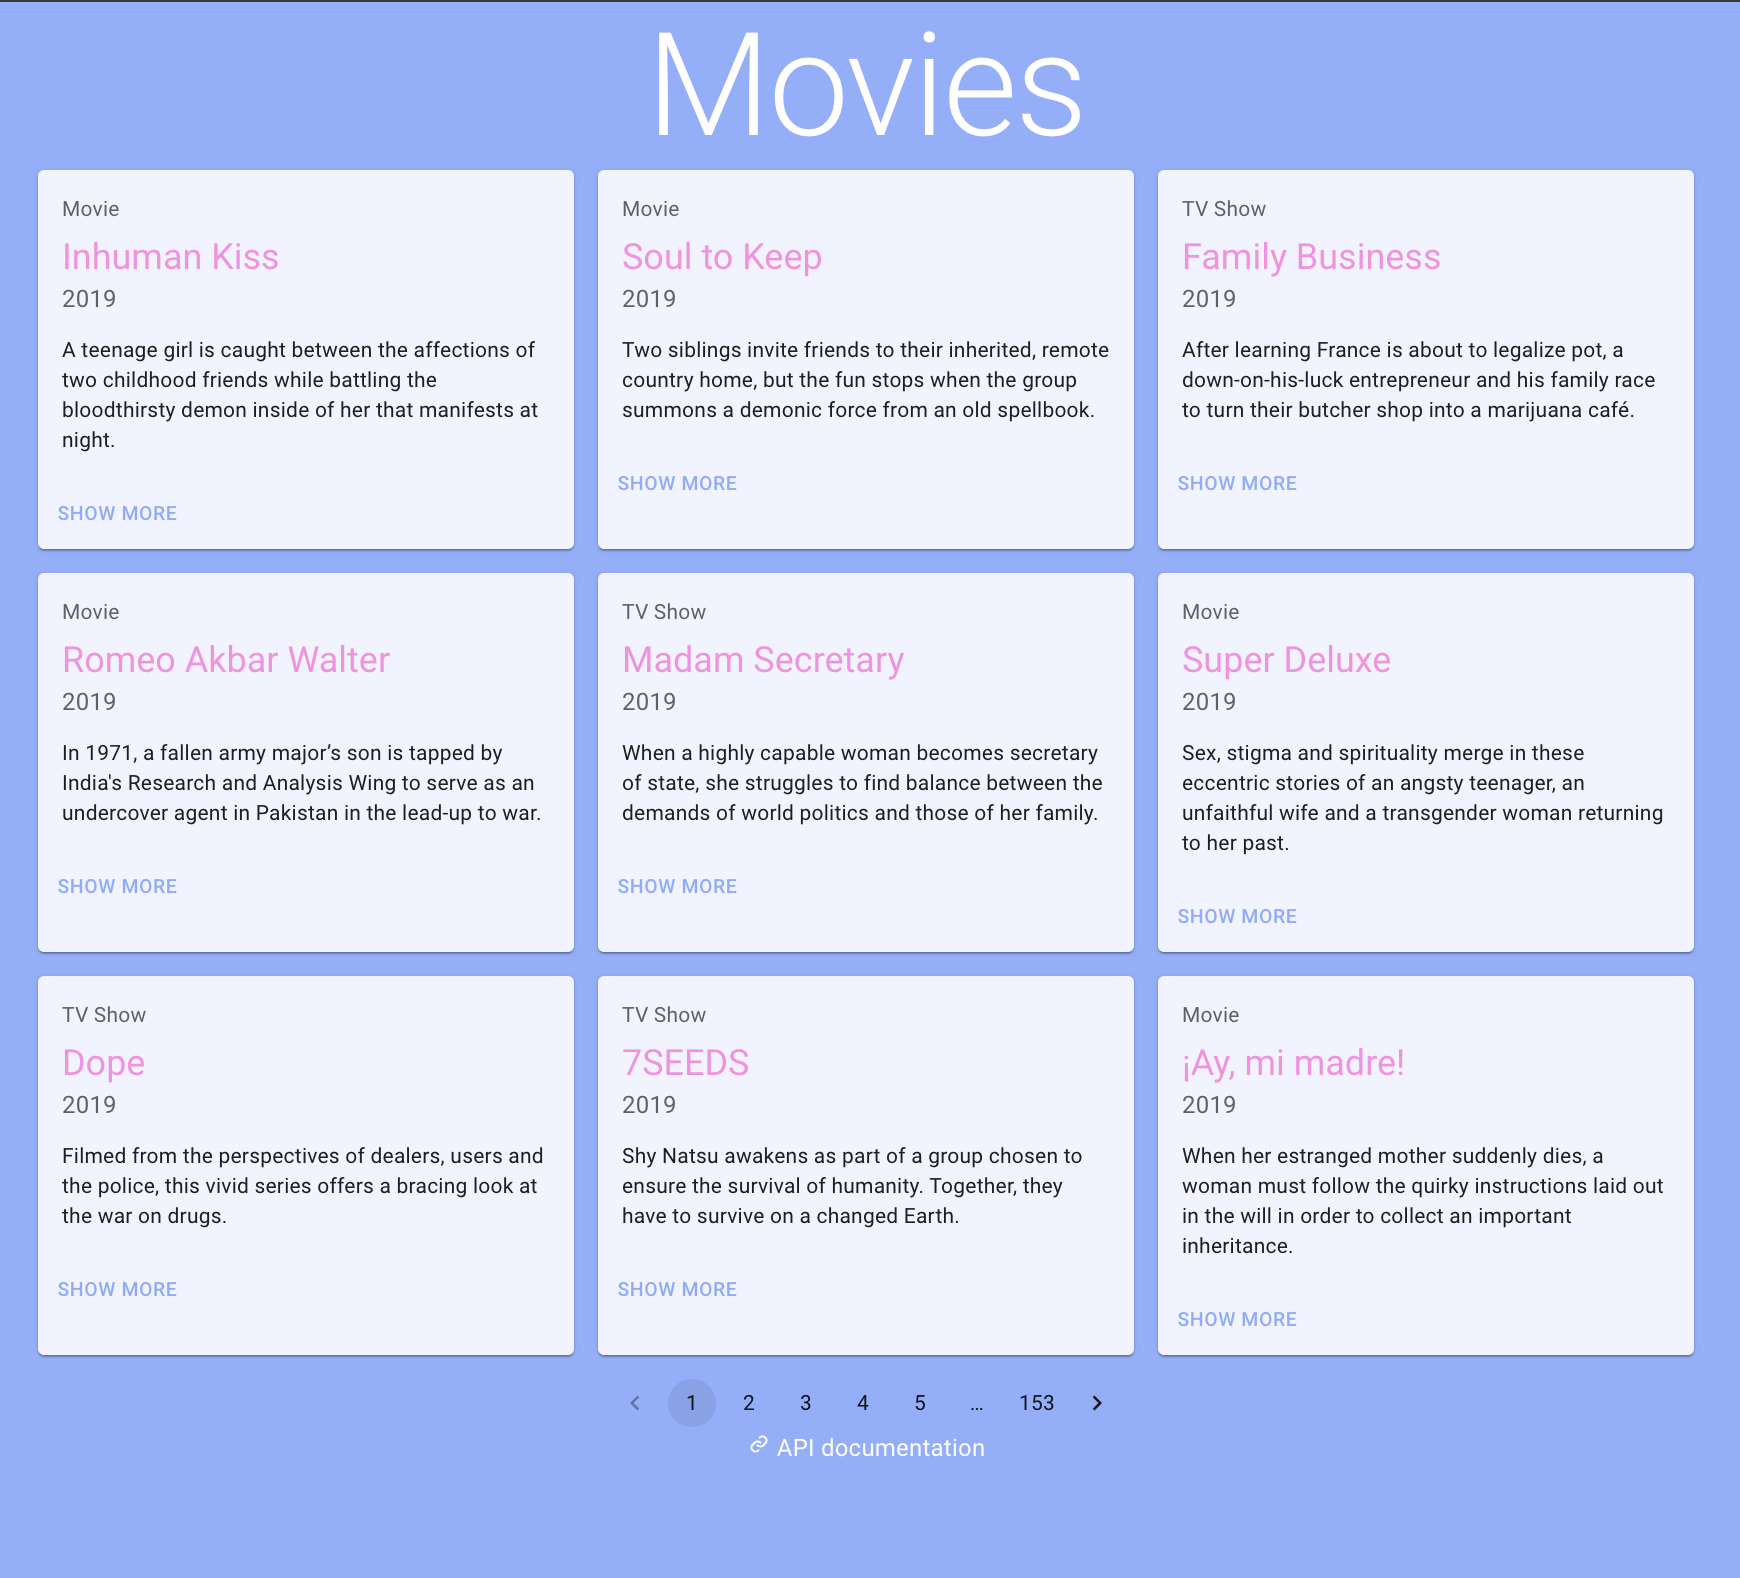 Movies
Movie
Inhuman Kiss
2019
A teenage girl is caught between the affections of
two childhood friends while battling the
bloodthirsty demon inside of her that manifests at
night.
SHOW MORE
Movie
Soul to Keep
2019
Two siblings invite friends to their inherited, remote
country home, but the fun stops when the group
summons a demonic force from an old spellbook.
SHOW MORE
TV Show
Family Business
2019
After learning France is about to legalize pot, a
down-on-his-luck entrepreneur and his family race
to turn their butcher shop into a marijuana café.
SHOW MORE
Movie
Romeo Akbar Walter
2019
In 1971, a fallen army major’s son is tapped by
India's Research and Analysis Wing to serve as an
undercover agent in Pakistan in the lead-up to war.
SHOW MORE
TV Show
Madam Secretary
2019
When a highly capable woman becomes secretary
of state, she struggles to find balance between the
demands of world politics and those of her family.
SHOW MORE
Movie
Super Deluxe
2019
Sex, stigma and spirituality merge in these
eccentric stories of an angsty teenager, an
unfaithful wife and a transgender woman returning
to her past.
SHOW MORE
TV Show
Dope
2019
Filmed from the perspectives of dealers, users and
the police, this vivid series offers a bracing look at
the war on drugs.
SHOW MORE
TV Show
7SEEDS
2019
Shy Natsu awakens as part of a group chosen to
ensure the survival of humanity. Together, they
have to survive on a changed Earth.
SHOW MORE
Movie
¡Ay, mi madre!
2019
When her estranged mother suddenly dies, a
woman must follow the quirky instructions laid out
in the will in order to collect an important
inheritance.
SHOW MORE
1 2 3 4 5 … 153
API documentation